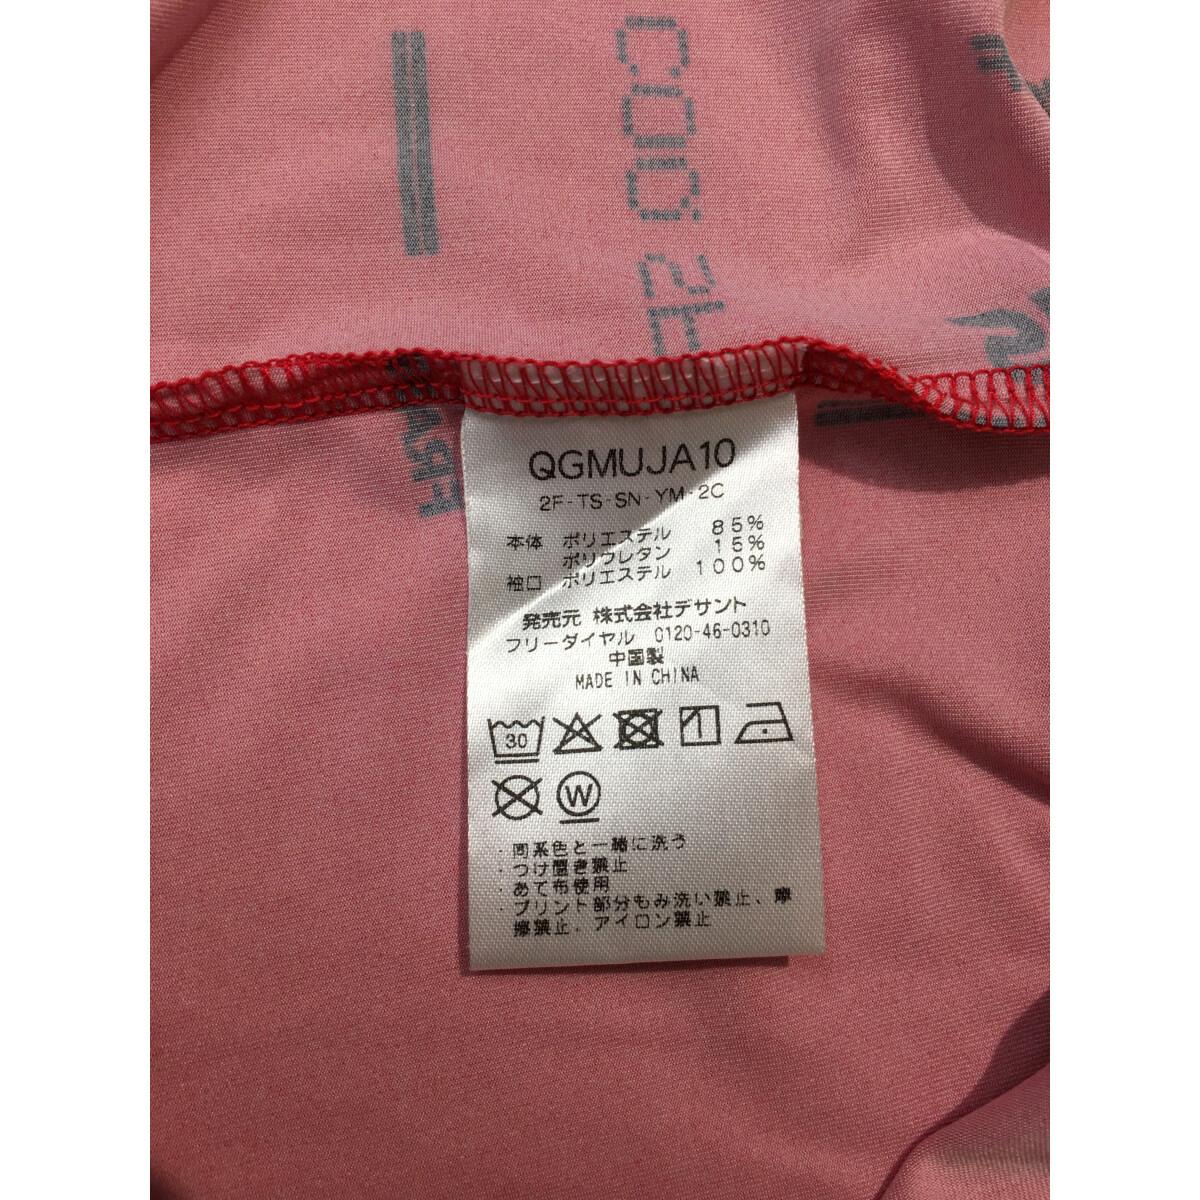 QGMUJA10
2F-TS-SN-YM-2C
本体 ポリエステル 85%
ポリウレタン 15%
袖口 ポリエステル 100%
発売元 株式会社デサント
フリーダイヤル 0120-46-0310
中国製
MADE IN CHINA
30
W
・同系色と一緒に洗う
・つけ置き禁止
・あて布使用
・プリント部分もみ洗い禁止、摩
擦禁止、アイロン禁止